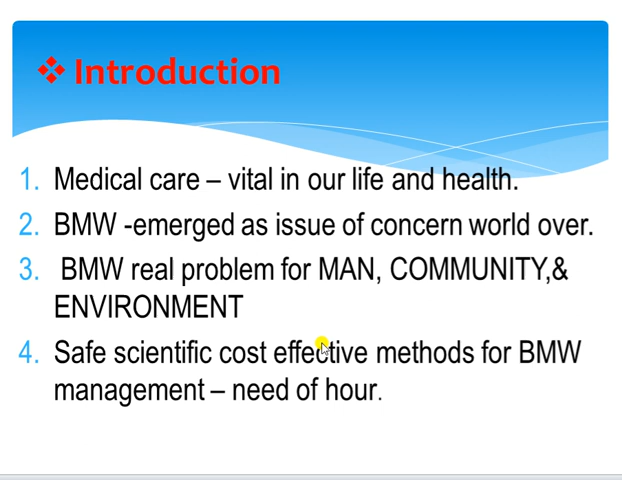 ❖ Introduction
1. Medical care – vital in our life and health.
2. BMW -emerged as issue of concern world over.
3. BMW real problem for MAN, COMMUNITY,&
ENVIRONMENT
4. Safe scientific cost effective methods for BMW
management – need of hour.